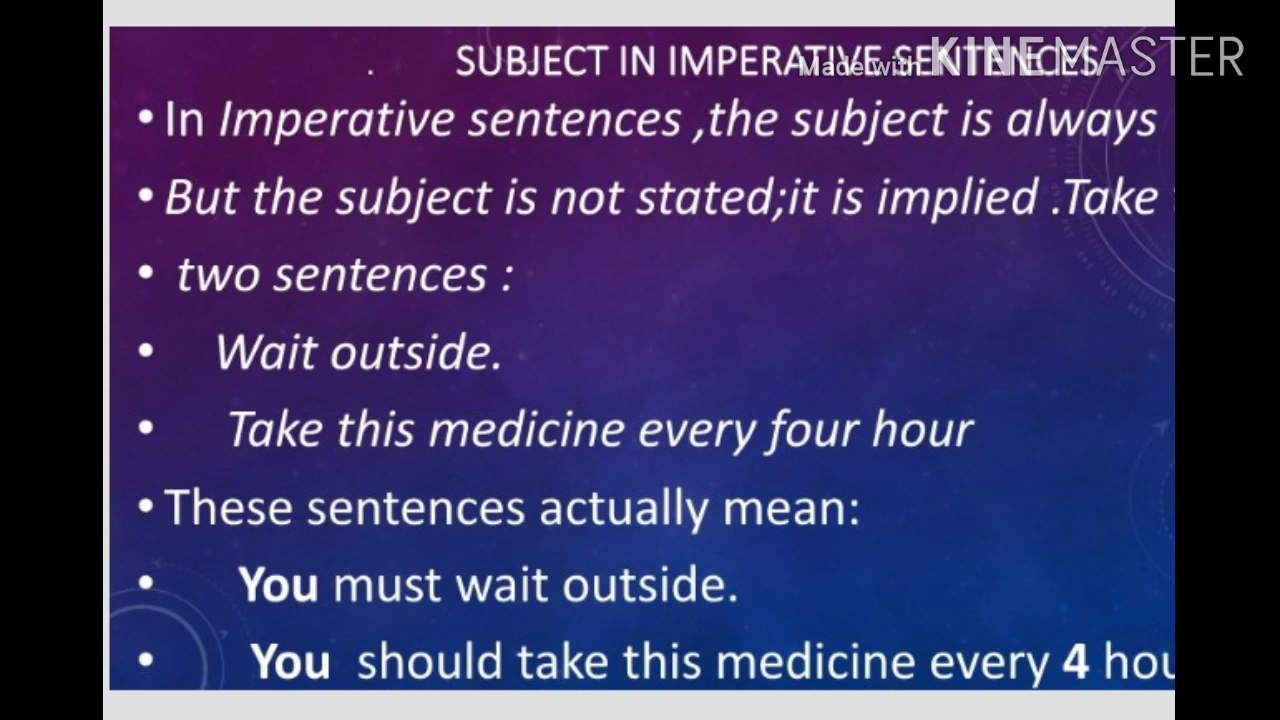 . SUBJECT IN IMPERATIVE SENTENCES
Made with KINEMASTER
• In Imperative sentences ,the subject is always
• But the subject is not stated;it is implied .Take
• two sentences :
• Wait outside.
• Take this medicine every four hour
• These sentences actually mean:
• You must wait outside.
• You should take this medicine every 4